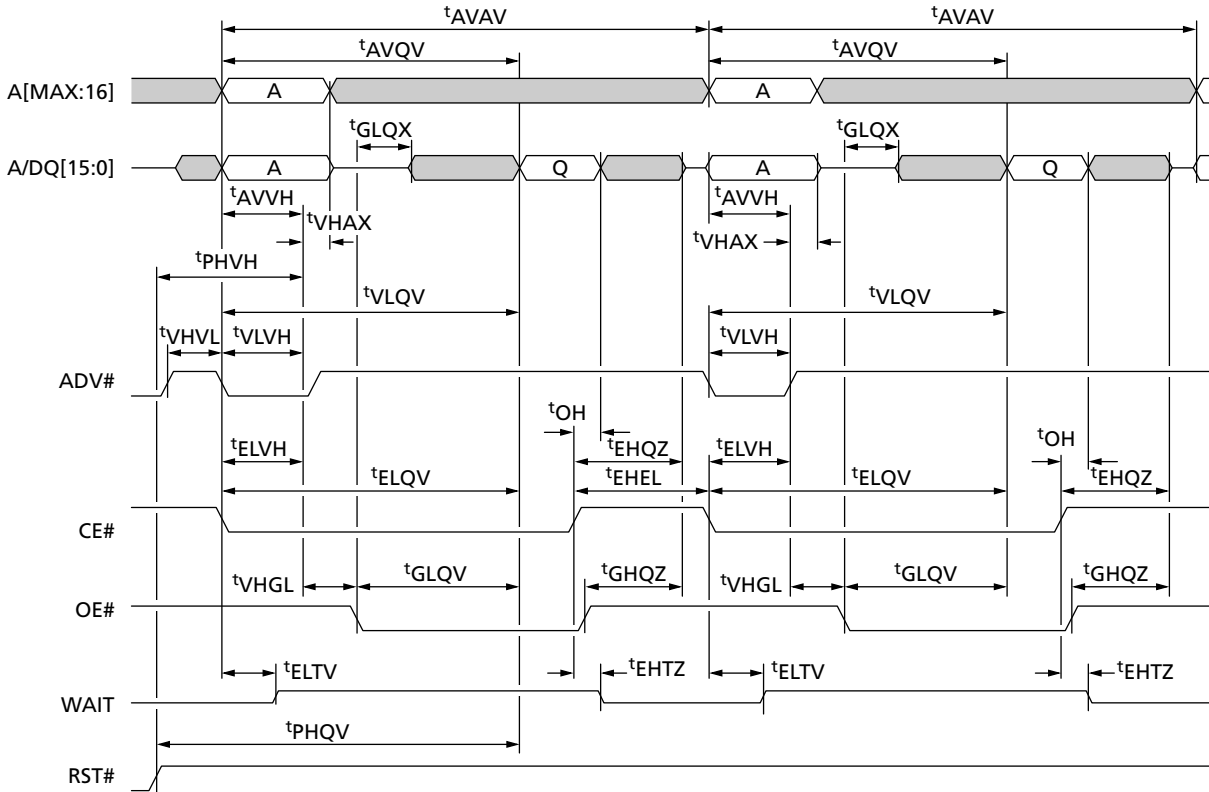 tAVAV tAVAV
tAVQV tAVQV
A[MAX:16] A A
tGLQX tGLQX
A/DQ[15:0] A Q A Q
tAVVH tAVVH
tVHAX tVHAX
tPHVH
tVLQV tVLQV
tVHVL tVLVH tVLVH
ADV#
tOH tOH
tELVH tEHQZ tELVH
tELQV tEHEL tELQV tEHQZ
CE#
tVHGL tGLQV tGHQZ tVHGL tGLQV tGHQZ
OE#
tELTV tEHTZ tELTV tEHTZ
WAIT
tPHQV
RST#